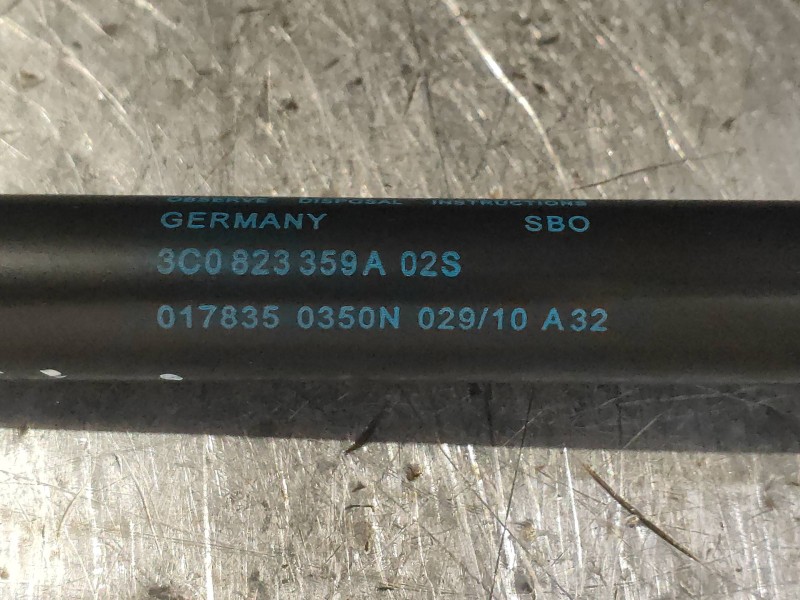 OBSERVE DISPOSAL INSTRUCTIONS
GERMANY SBO
3C0 823 359A 02S
017835 0350N 029/10 A32